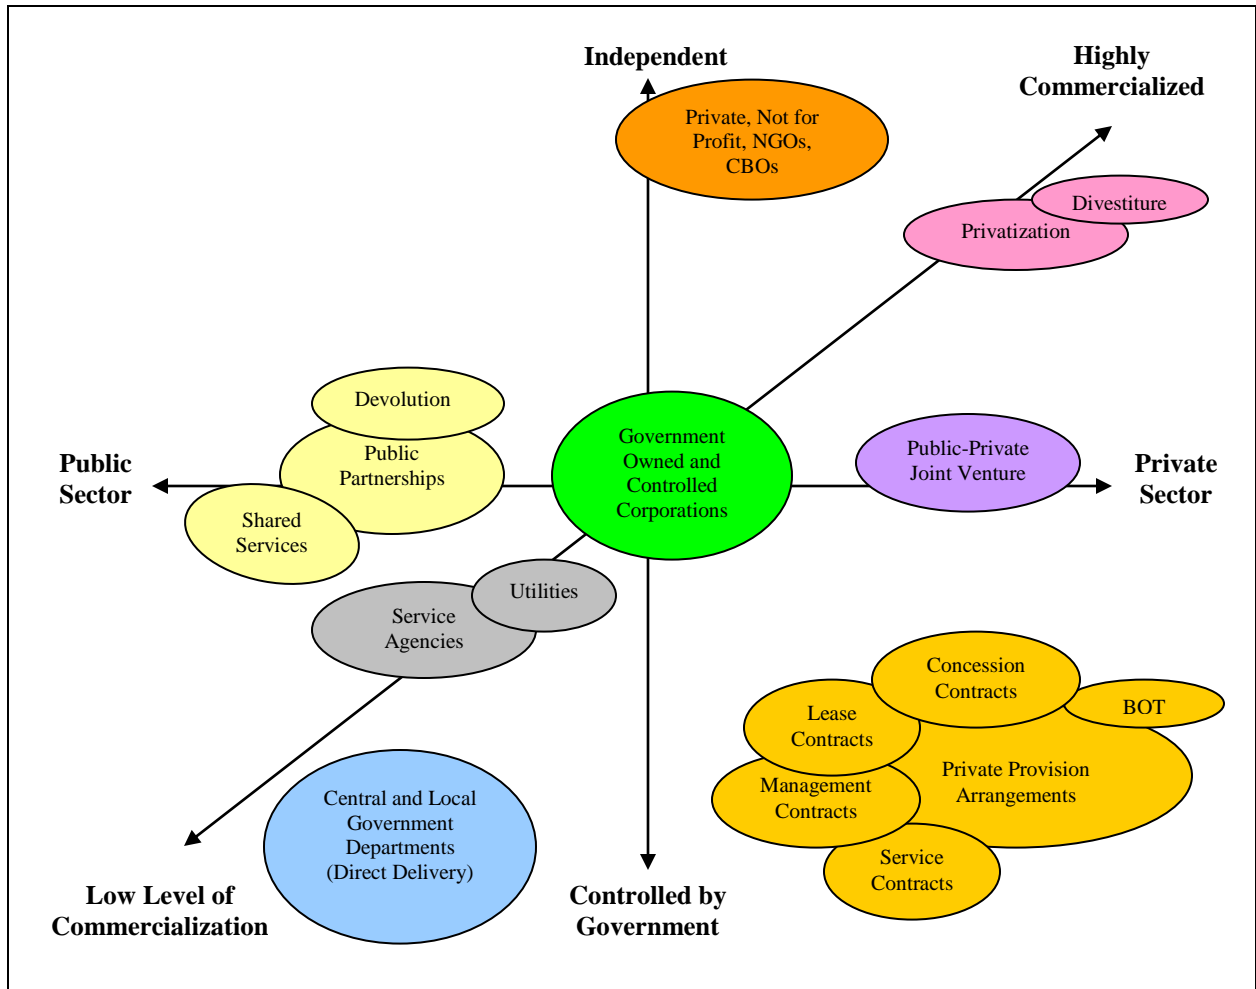 Independent
Highly
Commercialized
Private, Not for
Profit, NGOs,
CBOs
Divestiture
Privatization
Devolution
Public
Partnerships
Shared
Services
Public
Sector
Government
Owned and
Controlled
Corporations
Public-Private
Joint Venture
Private
Sector
Utilities
Service
Agencies
Concession
Contracts
BOT
Lease
Contracts
Private Provision
Arrangements
Management
Contracts
Service
Contracts
Central and Local
Government
Departments
(Direct Delivery)
Low Level of
Commercialization
Controlled by
Government